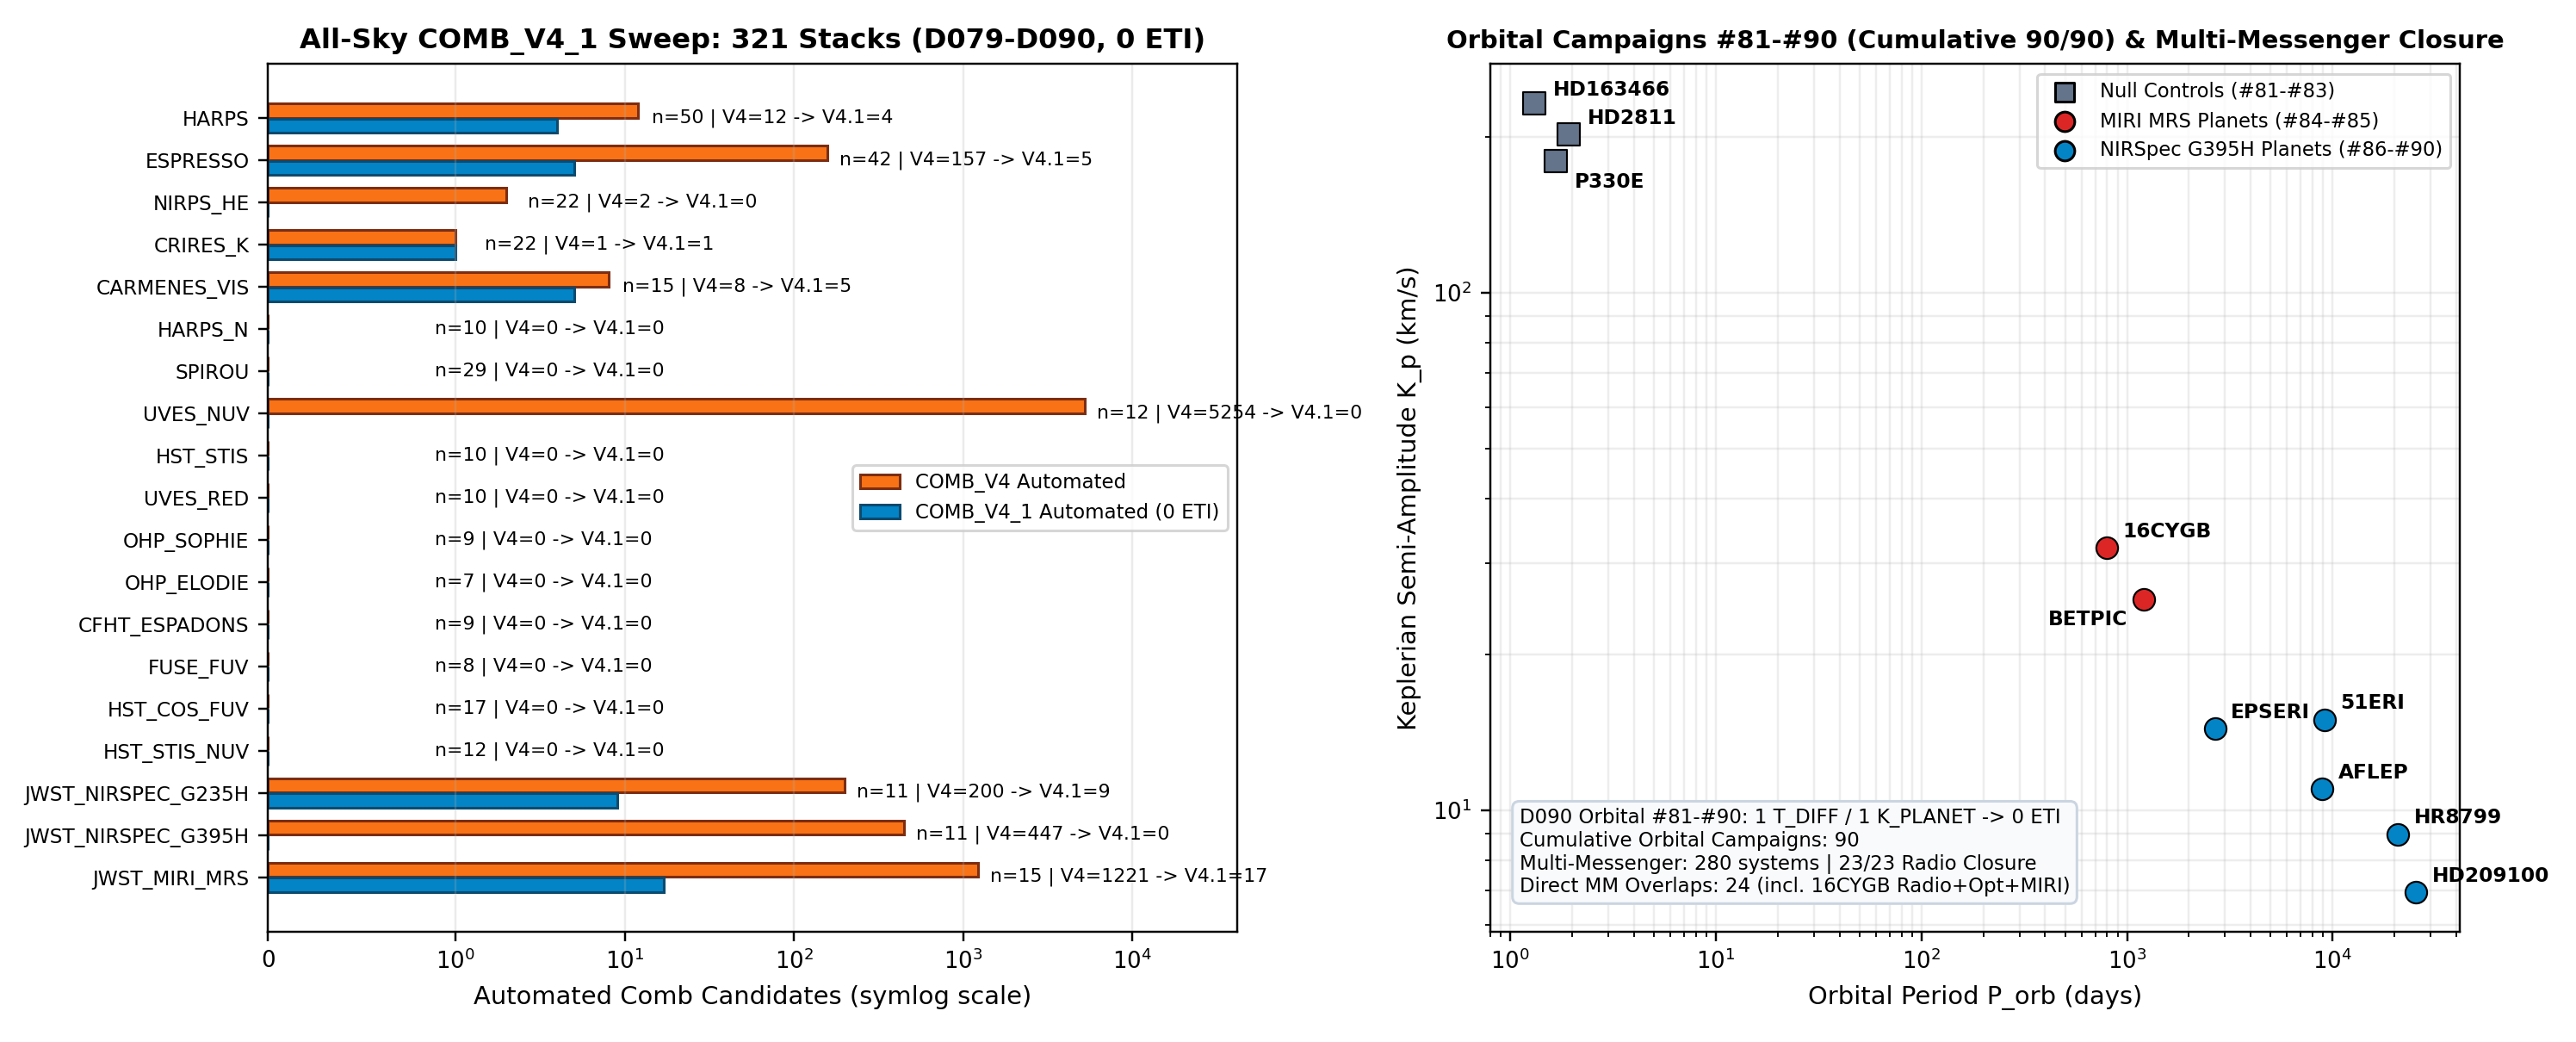 All-Sky COMB_V4_1 Sweep: 321 Stacks (D079-D090, 0 ETI)
HARPS
n=50 | V4=12 -> V4.1=4
ESPRESSO
n=42 | V4=157 -> V4.1=5
NIRPS_HE
n=22 | V4=2 -> V4.1=0
CRIRES_K
n=22 | V4=1 -> V4.1=1
CARMENES_VIS
n=15 | V4=8 -> V4.1=5
HARPS_N
n=10 | V4=0 -> V4.1=0
SPIROU
n=29 | V4=0 -> V4.1=0
UVES_NUV
n=12 | V4=5254 -> V4.1=0
HST_STIS
n=10 | V4=0 -> V4.1=0
UVES_RED
n=10 | V4=0 -> V4.1=0
OHP_SOPHIE
n=9 | V4=0 -> V4.1=0
OHP_ELODIE
n=7 | V4=0 -> V4.1=0
CFHT_ESPADONS
n=9 | V4=0 -> V4.1=0
FUSE_FUV
n=8 | V4=0 -> V4.1=0
HST_COS_FUV
n=17 | V4=0 -> V4.1=0
HST_STIS_NUV
n=12 | V4=0 -> V4.1=0
JWST_NIRSPEC_G235H
n=11 | V4=200 -> V4.1=9
JWST_NIRSPEC_G395H
n=11 | V4=447 -> V4.1=0
JWST_MIRI_MRS
n=15 | V4=1221 -> V4.1=17
COMB_V4 Automated
COMB_V4_1 Automated (0 ETI)
0 10⁰ 10¹ 10² 10³ 10⁴
Automated Comb Candidates (symlog scale)
Orbital Campaigns #81-#90 (Cumulative 90/90) & Multi-Messenger Closure
Null Controls (#81-#83)
MIRI MRS Planets (#84-#85)
NIRSpec G395H Planets (#86-#90)
HD163466
HD2811
P330E
16CYGB
BETPIC
EPSERI
51ERI
AFLEP
HR8799
HD209100
D090 Orbital #81-#90: 1 T_DIFF / 1 K_PLANET -> 0 ETI
Cumulative Orbital Campaigns: 90
Multi-Messenger: 280 systems | 23/23 Radio Closure
Direct MM Overlaps: 24 (incl. 16CYGB Radio+Opt+MIRI)
Keplerian Semi-Amplitude K_p (km/s)
10²
10¹
10⁰ 10¹ 10² 10³ 10⁴
Orbital Period P_orb (days)